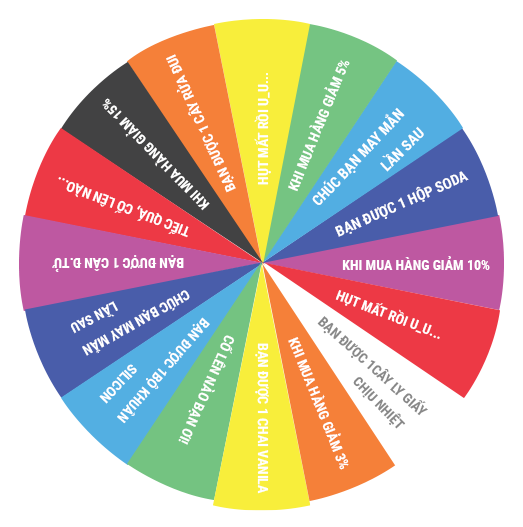 HỤT MẤT RỒI U_U...
KHI MUA HÀNG GIẢM 5%
CHÚC BẠN MAY MẮN
LẦN SAU
BẠN ĐƯỢC 1 HỘP SODA
KHI MUA HÀNG GIẢM 10%
HỤT MẤT RỒI U_U...
BẠN ĐƯỢC 1CÂY LY GIẤY
CHỊU NHIỆT
KHI MUA HÀNG GIẢM 3%
BẠN ĐƯỢC 1 CHAI VANILA
CỐ LÊN NÀO BẠN ƠI!
BẠN ĐƯỢC 1BỘ KHUÂN
SILICON
CHÚC BẠN MAY MẮN
LẦN SAU
BẠN ĐƯỢC 1 CÂN Đ.TỬ
TIẾC QUÁ, CỐ LÊN NÀO...
KHI MUA HÀNG GIẢM 15%
BẠN ĐƯỢC 1 CÂY RỬA ĐUI